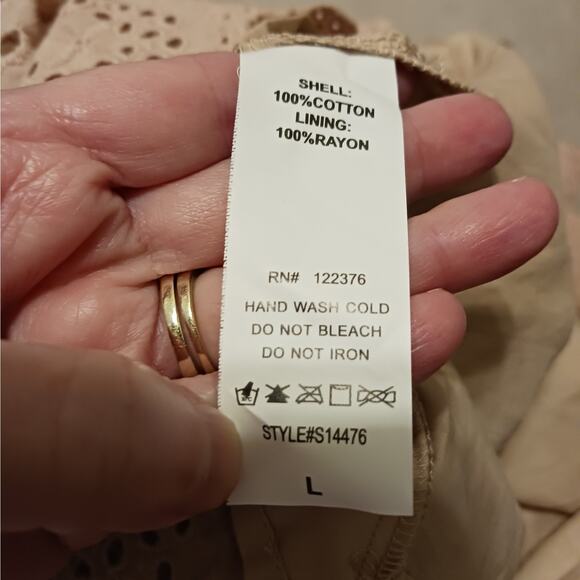 SHELL:
100%COTTON
LINING:
100%RAYON
RN# 122376
HAND WASH COLD
DO NOT BLEACH
DO NOT IRON
STYLE#S14476
L